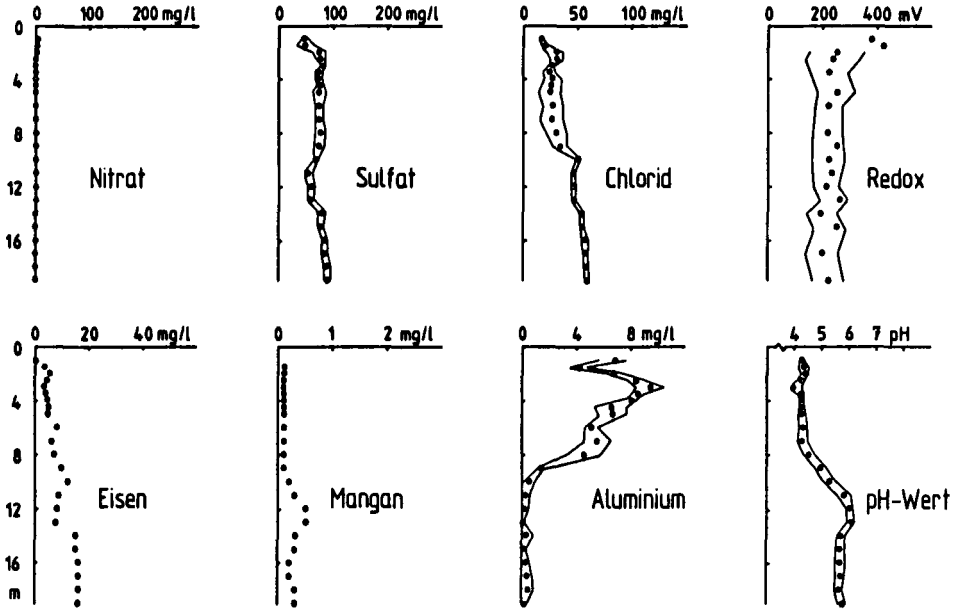 0 100 200 mg/l
0 100 200 mg/l
0 50 100 mg/l
0 200 400 mV
0
4
8
12
16
Nitrat
Sulfat
Chlorid
Redox
0 20 40 mg/l
0 1 2 mg/l
0 4 8 mg/l
4 5 6 7 pH
0
4
8
12
16
m
Eisen
Mangan
Aluminium
pH-Wert